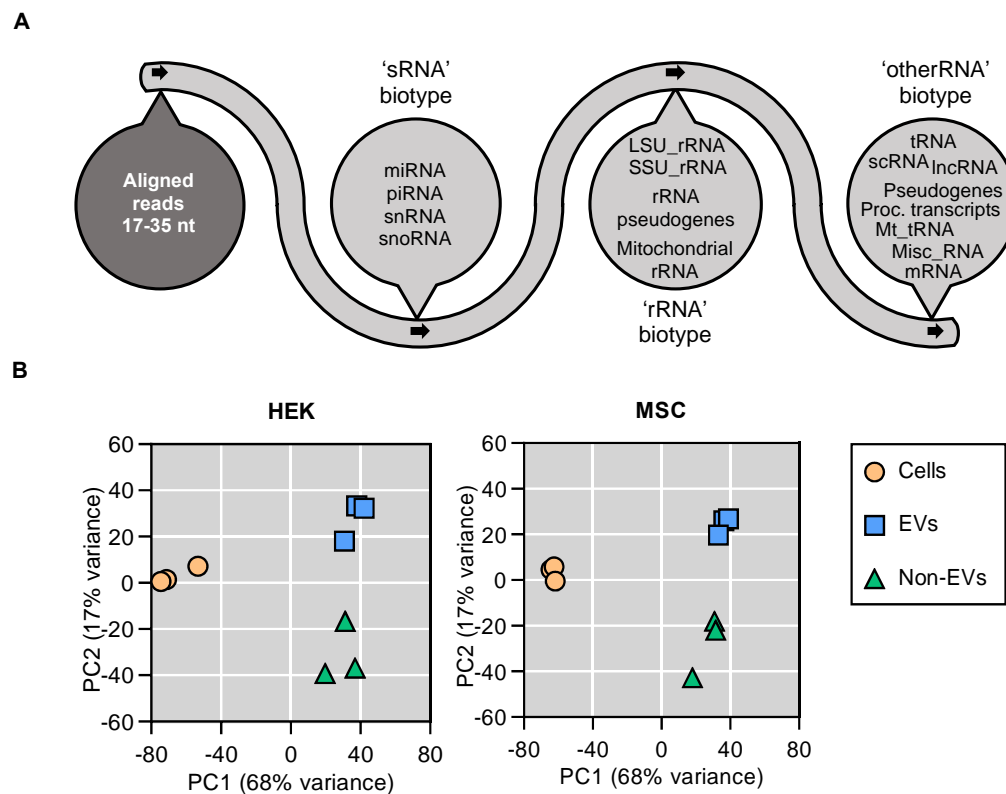 A
'sRNA'
biotype
'otherRNA'
biotype
Aligned
reads
17-35 nt
miRNA
piRNA
snRNA
snoRNA
LSU_rRNA
SSU_rRNA
rRNA
pseudogenes
Mitochondrial
rRNA
'rRNA'
biotype
tRNA
scRNA lncRNA
Pseudogenes
Proc. transcripts
Mt_tRNA
Misc_RNA
mRNA
B
HEK
PC2 (17% variance)
60
40
20
0
-20
-40
-60
-80 -40 0 40 80
PC1 (68% variance)
MSC
PC2 (17% variance)
60
40
20
0
-20
-40
-60
-80 -40 0 40 80
PC1 (68% variance)
Cells
EVs
Non-EVs